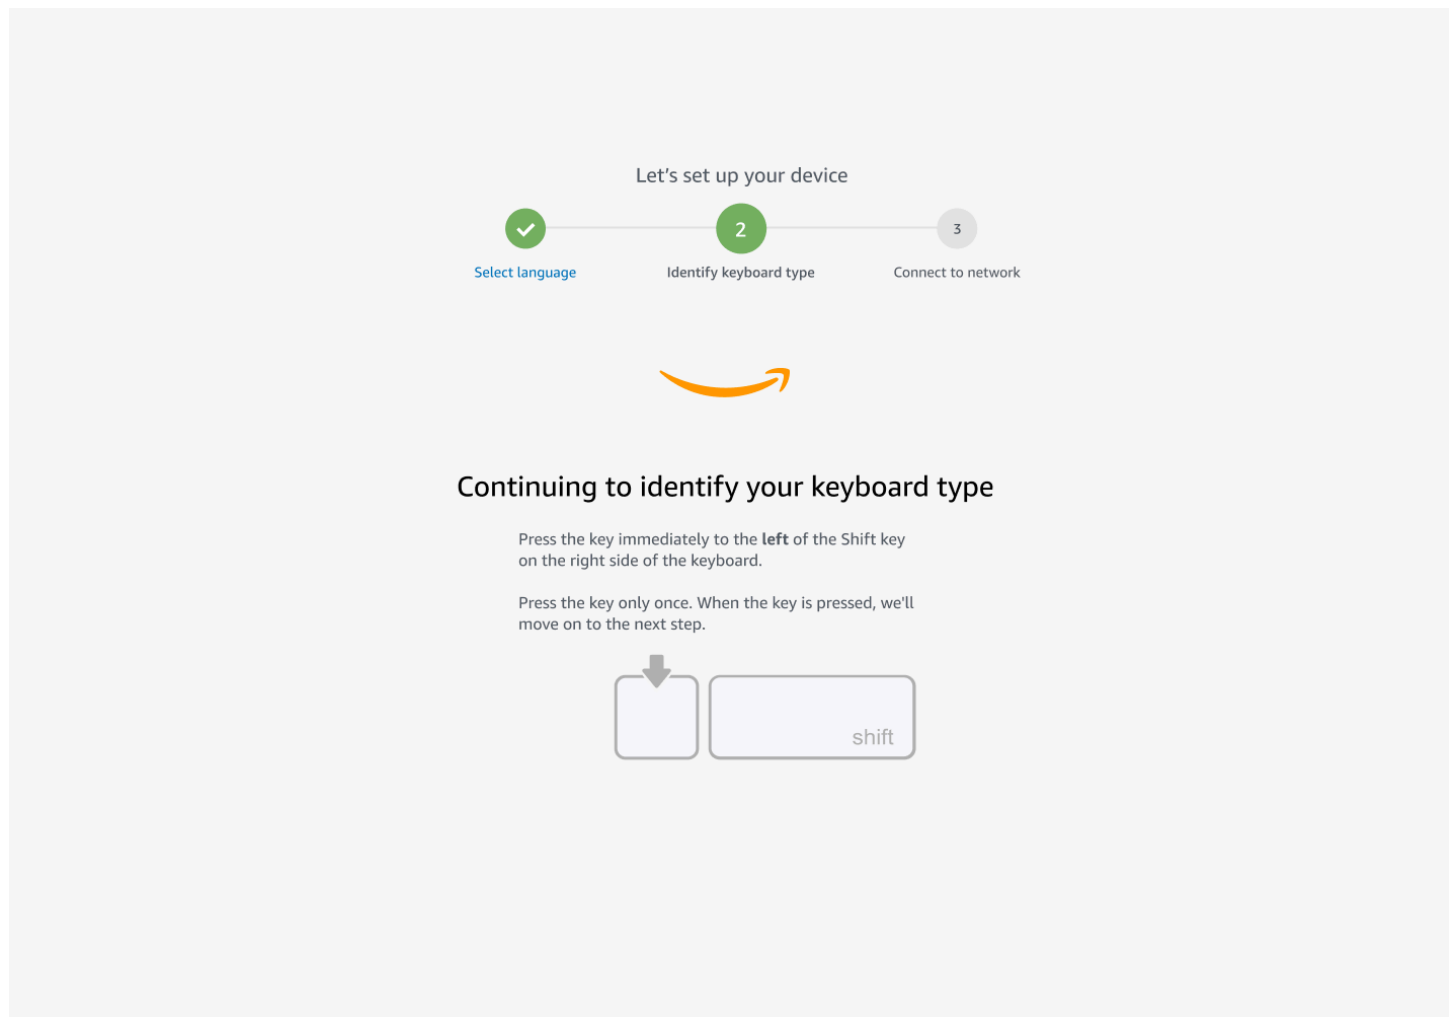 Let's set up your device
2
3
Select language
Identify keyboard type
Connect to network
Continuing to identify your keyboard type
Press the key immediately to the left of the Shift key
on the right side of the keyboard.
Press the key only once. When the key is pressed, we'll
move on to the next step.
shift